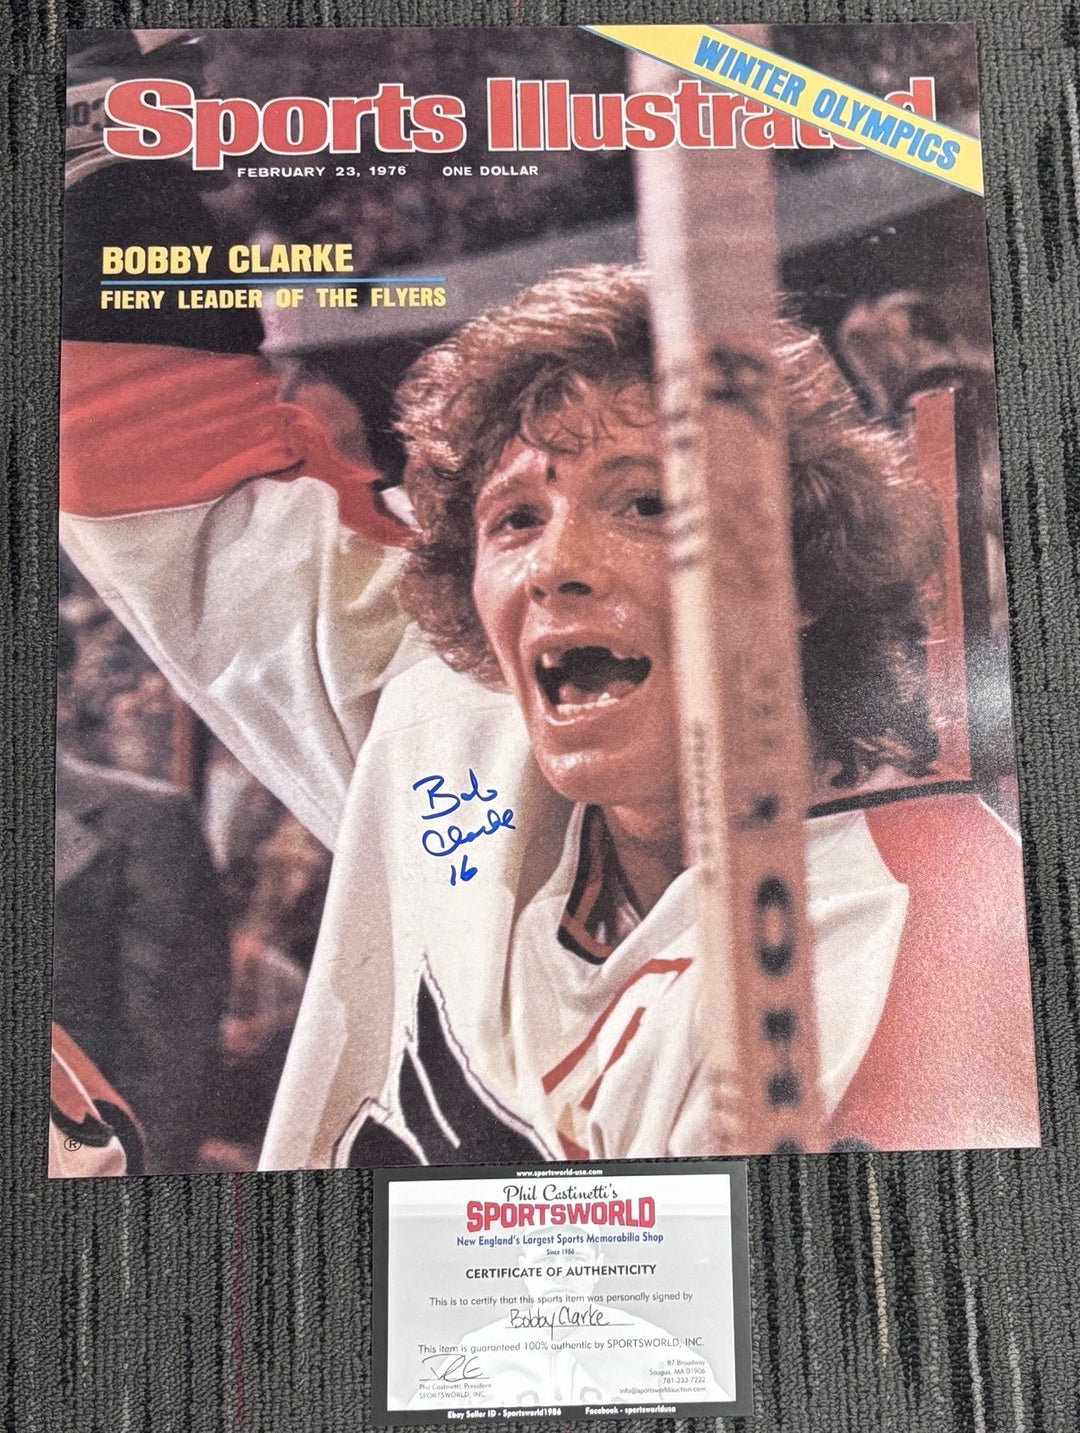 WINTER OLYMPICS
Sports Illustrated
FEBRUARY 23, 1976 ONE DOLLAR
BOBBY CLARKE
FIERY LEADER OF THE FLYERS
Bob
Clarke
16
®
www.sportsworld-usa.com
Phil Castinetti's
SPORTSWORLD
New England's Largest Sports Memorabilia Shop
Since 1986
CERTIFICATE OF AUTHENTICITY
This is to certify that this sports item was personally signed by
Bobby Clarke
This item is guaranteed 100% authentic by SPORTSWORLD, INC.
Phil Castinetti, President
SPORTSWORLD, INC.
87 Broadway
Saugus, MA 01906
781-233-7222
info@sportsworldauction.com
Ebay Seller ID - Sportsworld1986 Facebook - sportsworldusa